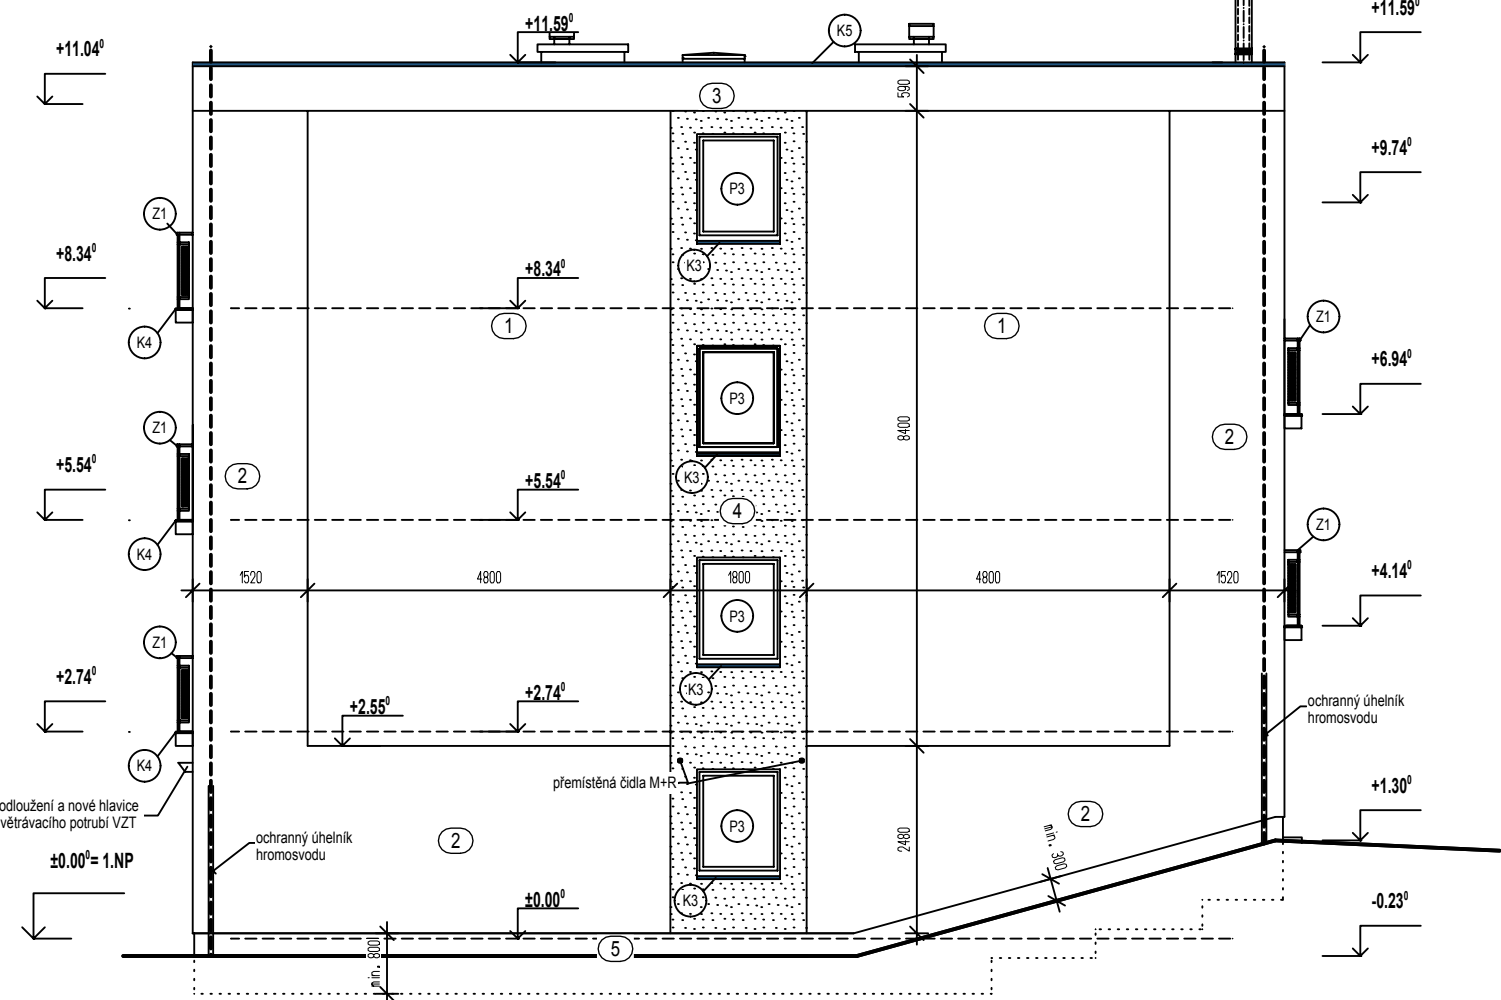 +11.59⁰
K5
+11.59⁰
+11.04⁰
590
3
+9.74⁰
P3
Z1
+8.34⁰
+8.34⁰
K3
1
1
Z1
K4
+6.94⁰
P3
8400
Z1
2
2
+5.54⁰
+5.54⁰
K3
4
Z1
K4
1520
4800
1800
4800
1520
+4.14⁰
P3
Z1
+2.74⁰
+2.74⁰
K3
+2.55⁰
ochranný úhelník
hromosvodu
K4
přemístěná čidla M+R
+1.30⁰
odloužení a nové hlavice
větrávacího potrubí VZT
2
P3
2480
2
min. 300
ochranný úhelník
hromosvodu
±0.00⁰= 1.NP
±0.00⁰
K3
-0.23⁰
5
min. 800